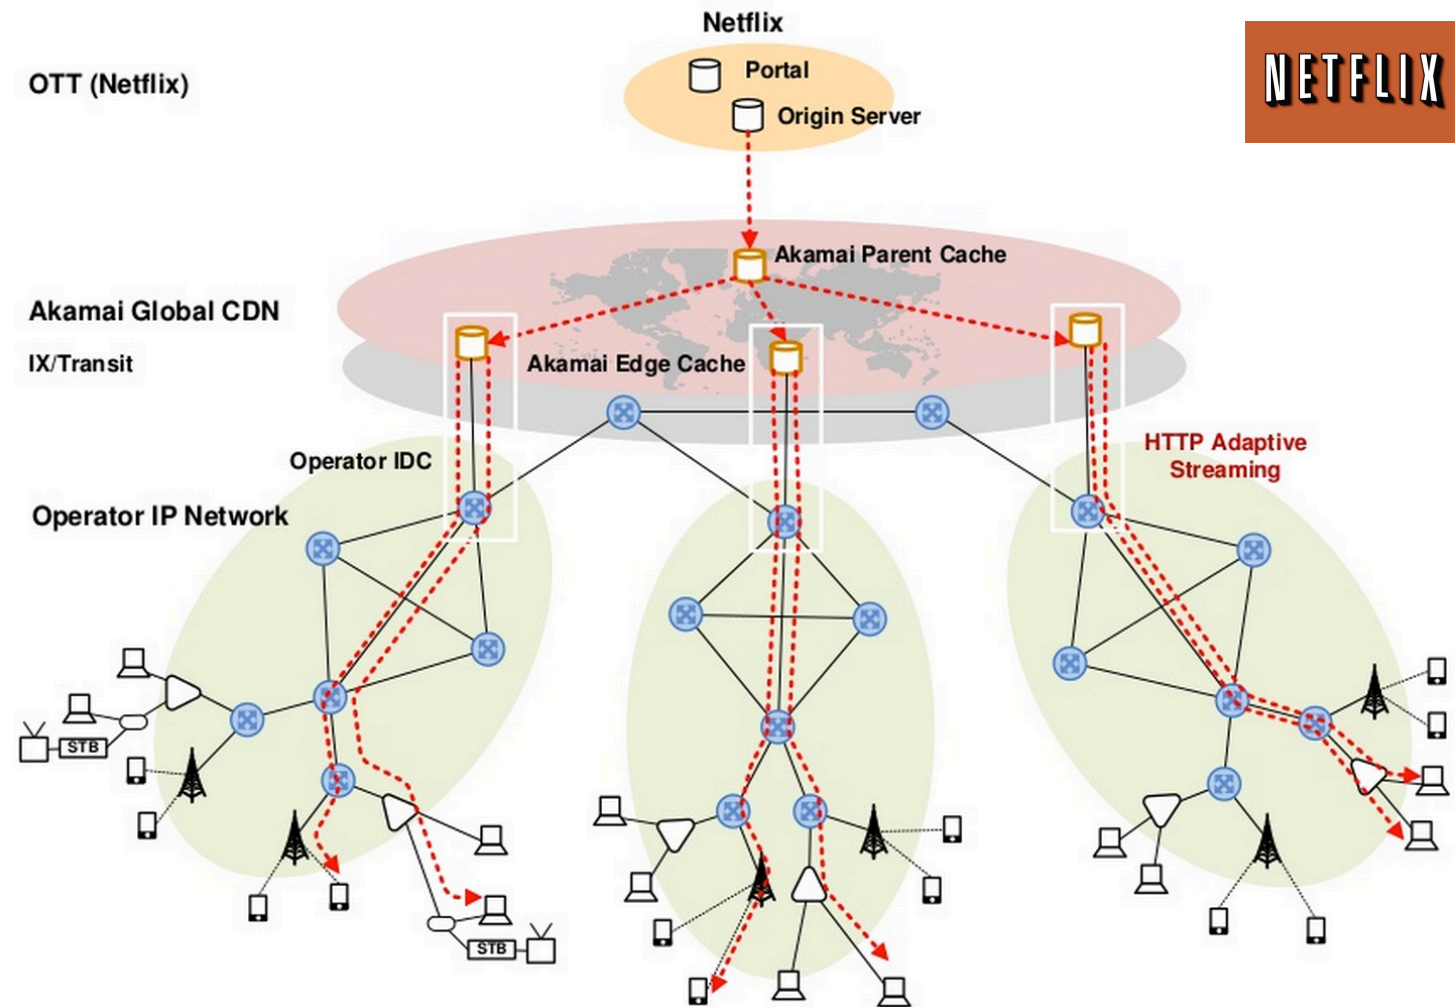 Netflix
OTT (Netflix)
Portal
Origin Server
NETFLIX
Akamai Parent Cache
Akamai Global CDN
IX/Transit
Akamai Edge Cache
HTTP Adaptive
Streaming
Operator IDC
Operator IP Network
STB
STB